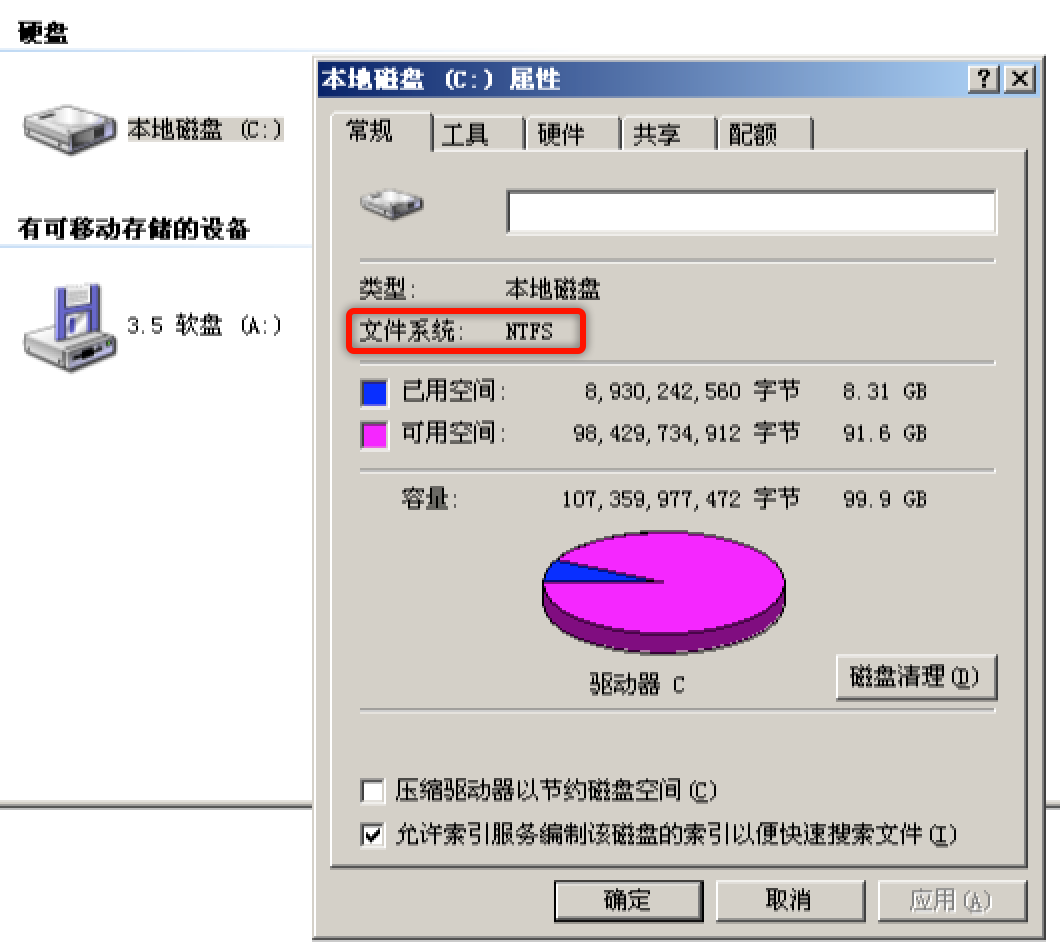 硬盘
本地磁盘 (C:)
有可移动存储的设备
3.5 软盘 (A:)
本地磁盘 (C:) 属性
? ×
常规 工具 硬件 共享 配额
类型: 本地磁盘
文件系统: NTFS
已用空间: 8,930,242,560 字节 8.31 GB
可用空间: 98,429,734,912 字节 91.6 GB
容量: 107,359,977,472 字节 99.9 GB
驱动器 C
磁盘清理(D)
压缩驱动器以节约磁盘空间(C)
允许索引服务编制该磁盘的索引以便快速搜索文件(I)
确定 取消 应用(A)